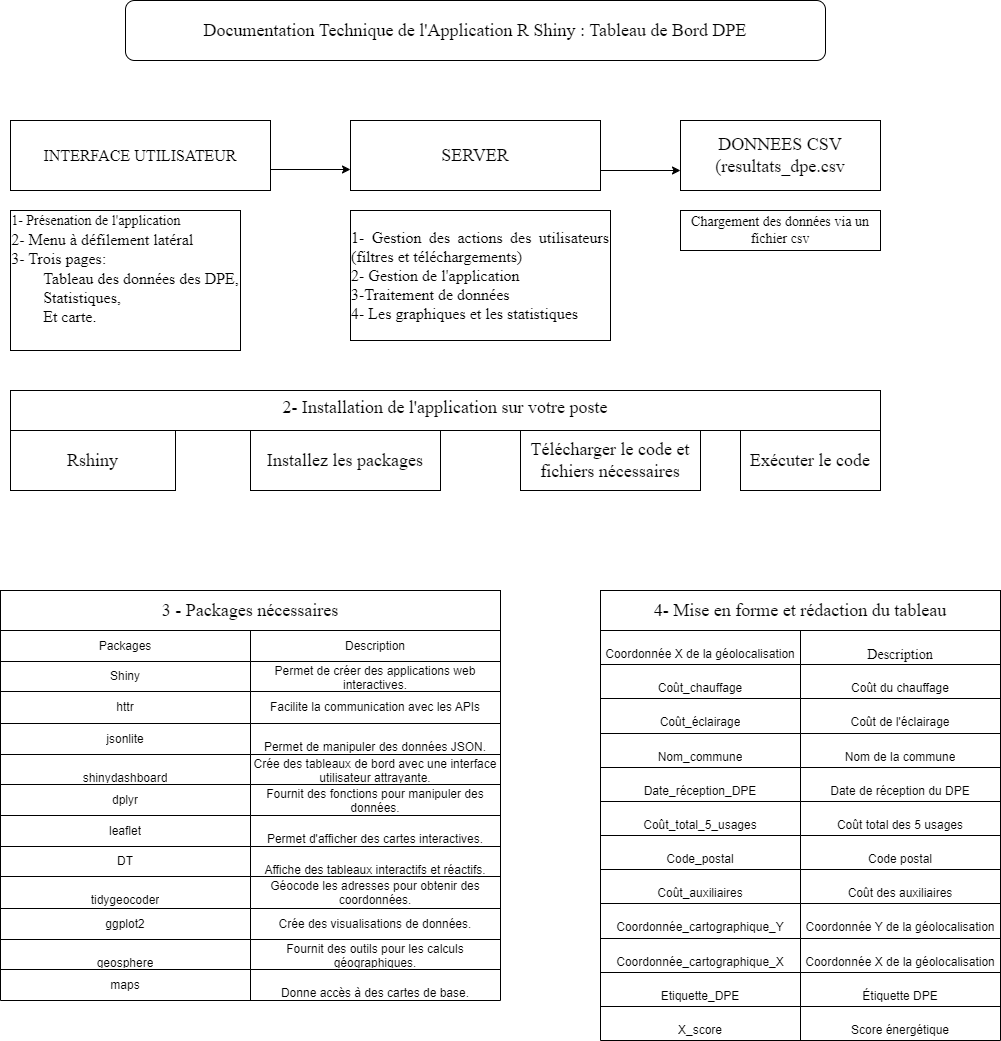 Documentation Technique de l'Application R Shiny : Tableau de Bord DPE
INTERFACE UTILISATEUR
SERVER
DONNEES CSV
(resultats_dpe.csv
1- Présenation de l'application
2- Menu à défilement latéral
3- Trois pages:
Tableau des données des DPE,
Statistiques,
Et carte.
1- Gestion des actions des utilisateurs
(filtres et téléchargements)
2- Gestion de l'application
3-Traitement de données
4- Les graphiques et les statistiques
Chargement des données via un
fichier csv
2- Installation de l'application sur votre poste
Rshiny
Installez les packages
Télécharger le code et
fichiers nécessaires
Exécuter le code
3 - Packages nécessaires
Packages
Description
Shiny
Permet de créer des applications web
interactives.
httr
Facilite la communication avec les APIs
jsonlite
Permet de manipuler des données JSON.
shinydashboard
Crée des tableaux de bord avec une interface
utilisateur attrayante.
dplyr
Fournit des fonctions pour manipuler des
données.
leaflet
Permet d'afficher des cartes interactives.
DT
Affiche des tableaux interactifs et réactifs.
tidygeocoder
Géocode les adresses pour obtenir des
coordonnées.
ggplot2
Crée des visualisations de données.
geosphere
Fournit des outils pour les calculs
géographiques.
maps
Donne accès à des cartes de base.
4- Mise en forme et rédaction du tableau
Coordonnée X de la géolocalisation
Description
Coût_chauffage
Coût du chauffage
Coût_éclairage
Coût de l'éclairage
Nom_commune
Nom de la commune
Date_réception_DPE
Date de réception du DPE
Coût_total_5_usages
Coût total des 5 usages
Code_postal
Code postal
Coût_auxiliaires
Coût des auxiliaires
Coordonnée_cartographique_Y
Coordonnée Y de la géolocalisation
Coordonnée_cartographique_X
Coordonnée X de la géolocalisation
Etiquette_DPE
Étiquette DPE
X_score
Score énergétique